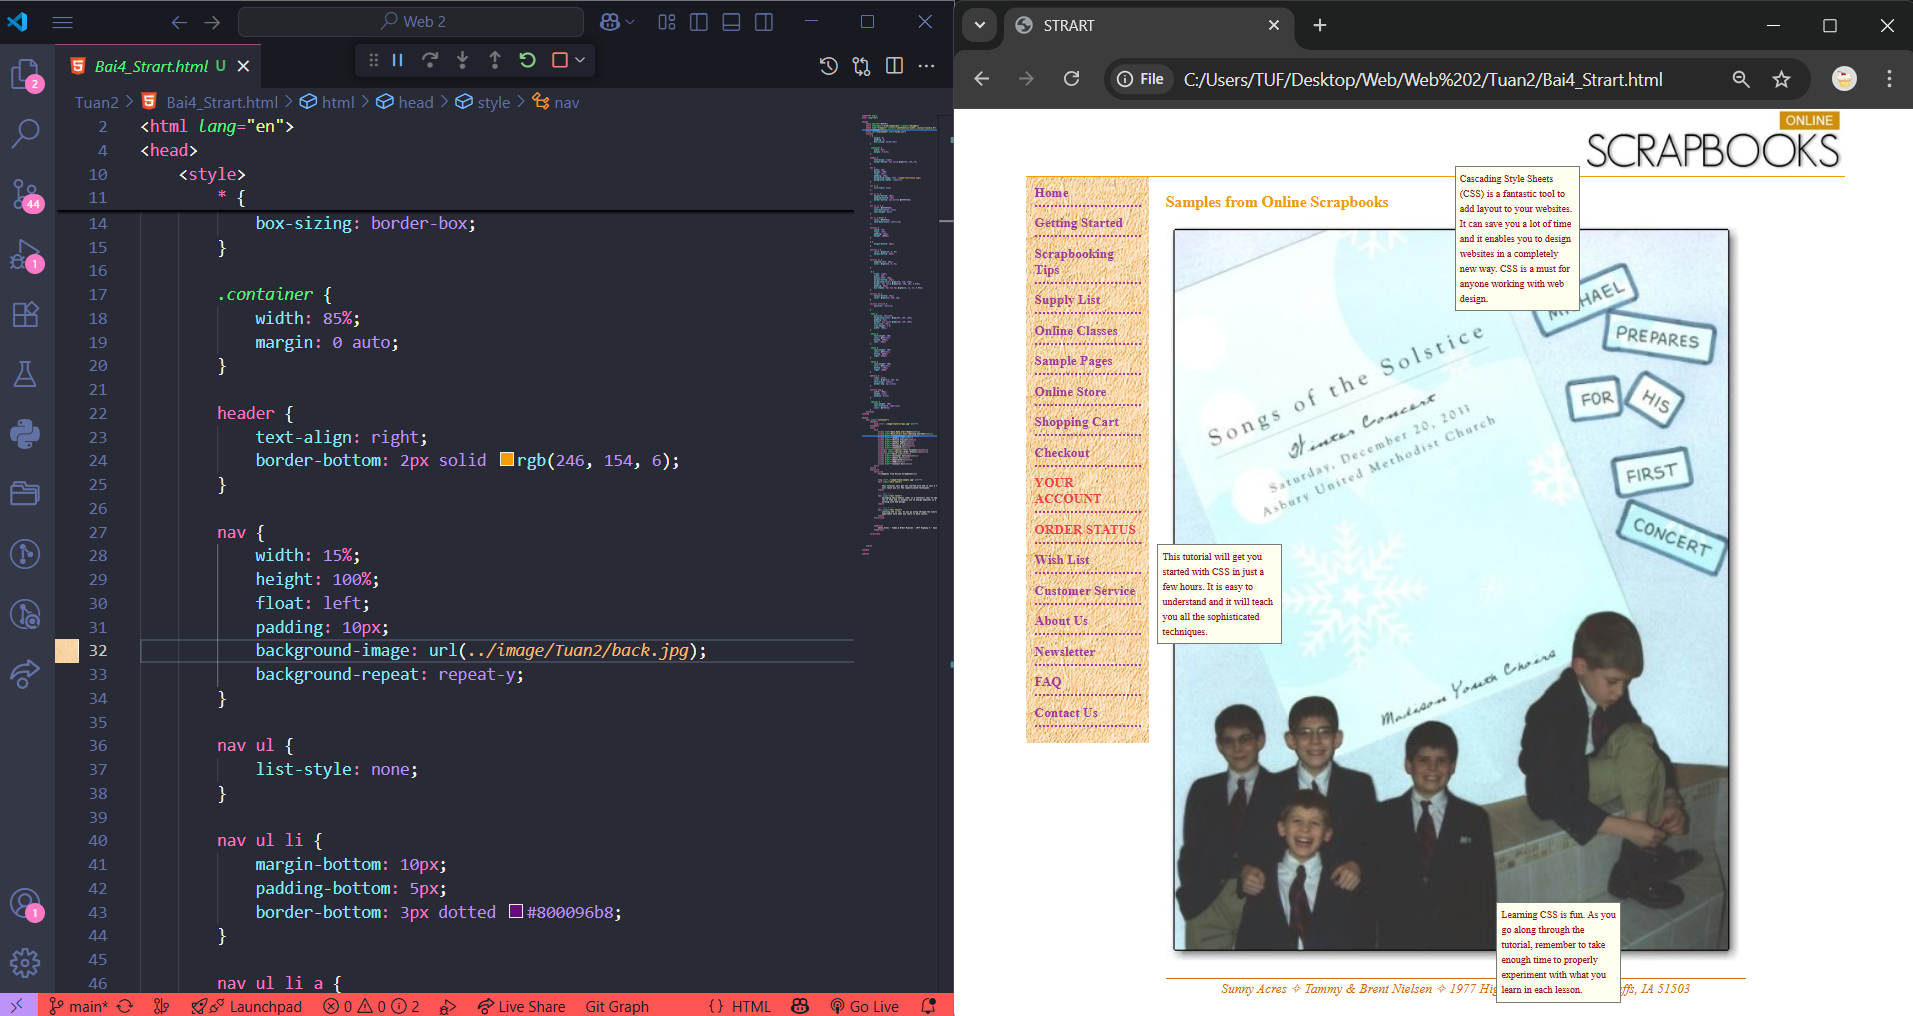 Web 2
Bai4_Strart.html U
Tuan2 > Bai4_Strart.html > html > head > style > nav
2 <html lang="en">
4 <head>
10 <style>
11 * {
14 box-sizing: border-box;
15 }
16
17 .container {
18 width: 85%;
19 margin: 0 auto;
20 }
21
22 header {
23 text-align: right;
24 border-bottom: 2px solid rgb(246, 154, 6);
25 }
26
27 nav {
28 width: 15%;
29 height: 100%;
30 float: left;
31 padding: 10px;
32 background-image: url(../image/Tuan2/back.jpg);
33 background-repeat: repeat-y;
34 }
35
36 nav ul {
37 list-style: none;
38 }
39
40 nav ul li {
41 margin-bottom: 10px;
42 padding-bottom: 5px;
43 border-bottom: 3px dotted #800096b8;
44 }
45
46 nav ul li a {
2
44
1
1
main* Launchpad 0 0 2 Live Share Git Graph { } HTML Go Live
STRART
File C:/Users/TUF/Desktop/Web/Web%202/Tuan2/Bai4_Strart.html
ONLINE
SCRAPBOOKS
Home
Getting Started
Scrapbooking
Tips
Supply List
Online Classes
Sample Pages
Online Store
Shopping Cart
Checkout
YOUR
ACCOUNT
ORDER STATUS
Wish List
Customer Service
About Us
Newsletter
FAQ
Contact Us
Samples from Online Scrapbooks
Cascading Style Sheets
(CSS) is a fantastic tool to
add layout to your websites.
It can save you a lot of time
and it enables you to design
websites in a completely
new way. CSS is a must for
anyone working with web
design.
Songs of the Solstice
Winter Concert
Saturday, December 20, 2011
Asbury United Methodist Church
MICHAEL
PREPARES
FOR
HIS
FIRST
CONCERT
Madison Youth Choirs
This tutorial will get you
started with CSS in just a
few hours. It is easy to
understand and it will teach
you all the sophisticated
techniques.
Learning CSS is fun. As you
go along through the
tutorial, remember to take
enough time to properly
experiment with what you
learn in each lesson.
Sunny Acres ✧ Tammy & Brent Nielsen ✧ 1977 Hig ffs, IA 51503